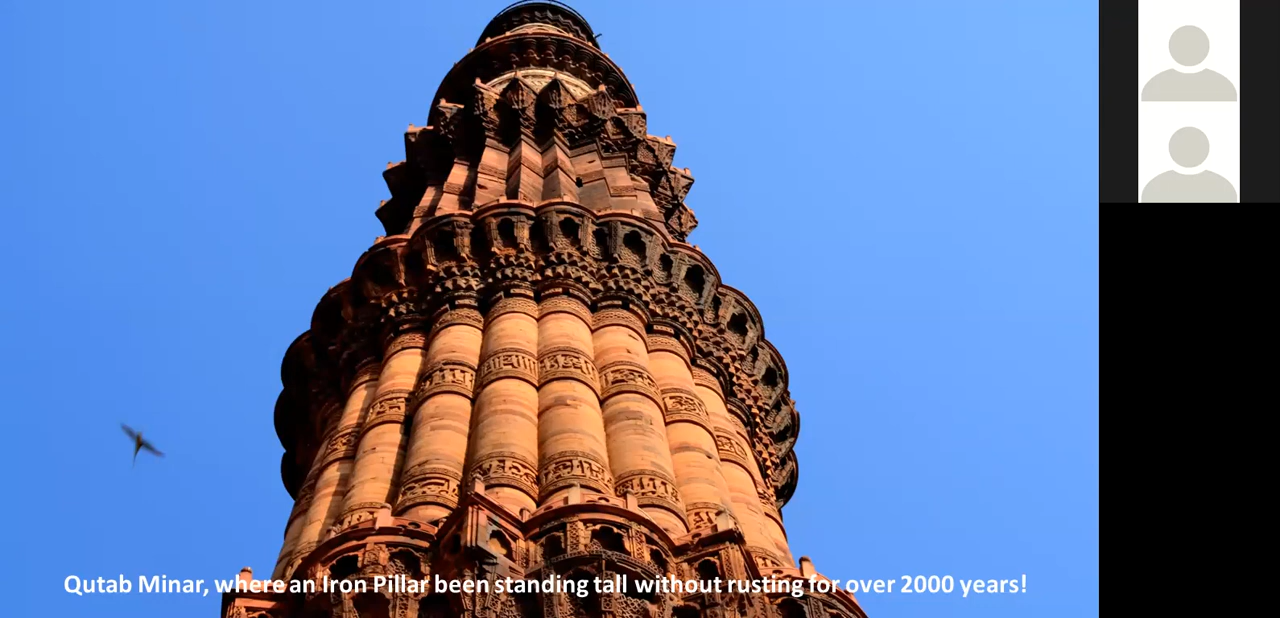 Qutab Minar, where an Iron Pillar been standing tall without rusting for over 2000 years!